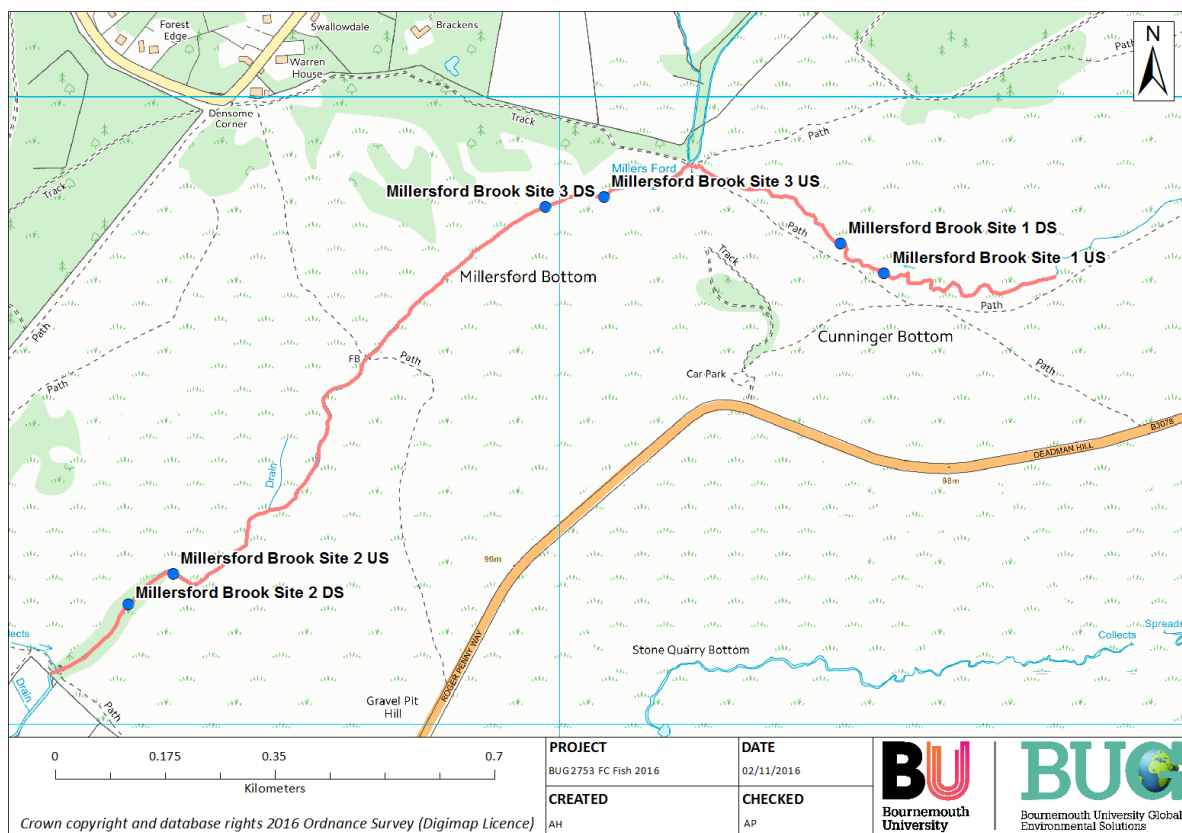 Forest
Edge
Swallowdale
Brackens
Warren
House
Densome
Corner
N
Path
Track
Path
Millers Ford
Track
Millersford Brook Site 3 DS
Millersford Brook Site 3 US
Path
Millersford Brook Site 1 DS
Millersford Brook Site 1 US
Track
Millersford Bottom
Path
Cunninger Bottom
Path
FB
Path
Path
Car Park
Path
B3078
DEADMAN HILL
98m
Drain
96m
Millersford Brook Site 2 US
Millersford Brook Site 2 DS
ects
Spreads
Collects
Stone Quarry Bottom
ROGER PENNY WAY
Drain
Path
Gravel Pit
Hill
0 0.175 0.35 0.7
Kilometers
Crown copyright and database rights 2016 Ordnance Survey (Digimap Licence)
PROJECT
BUG2753 FC Fish 2016
DATE
02/11/2016
CREATED
AH
CHECKED
AP
BU
Bournemouth
University
BUG
Bournemouth University Global
Environmental Solutions